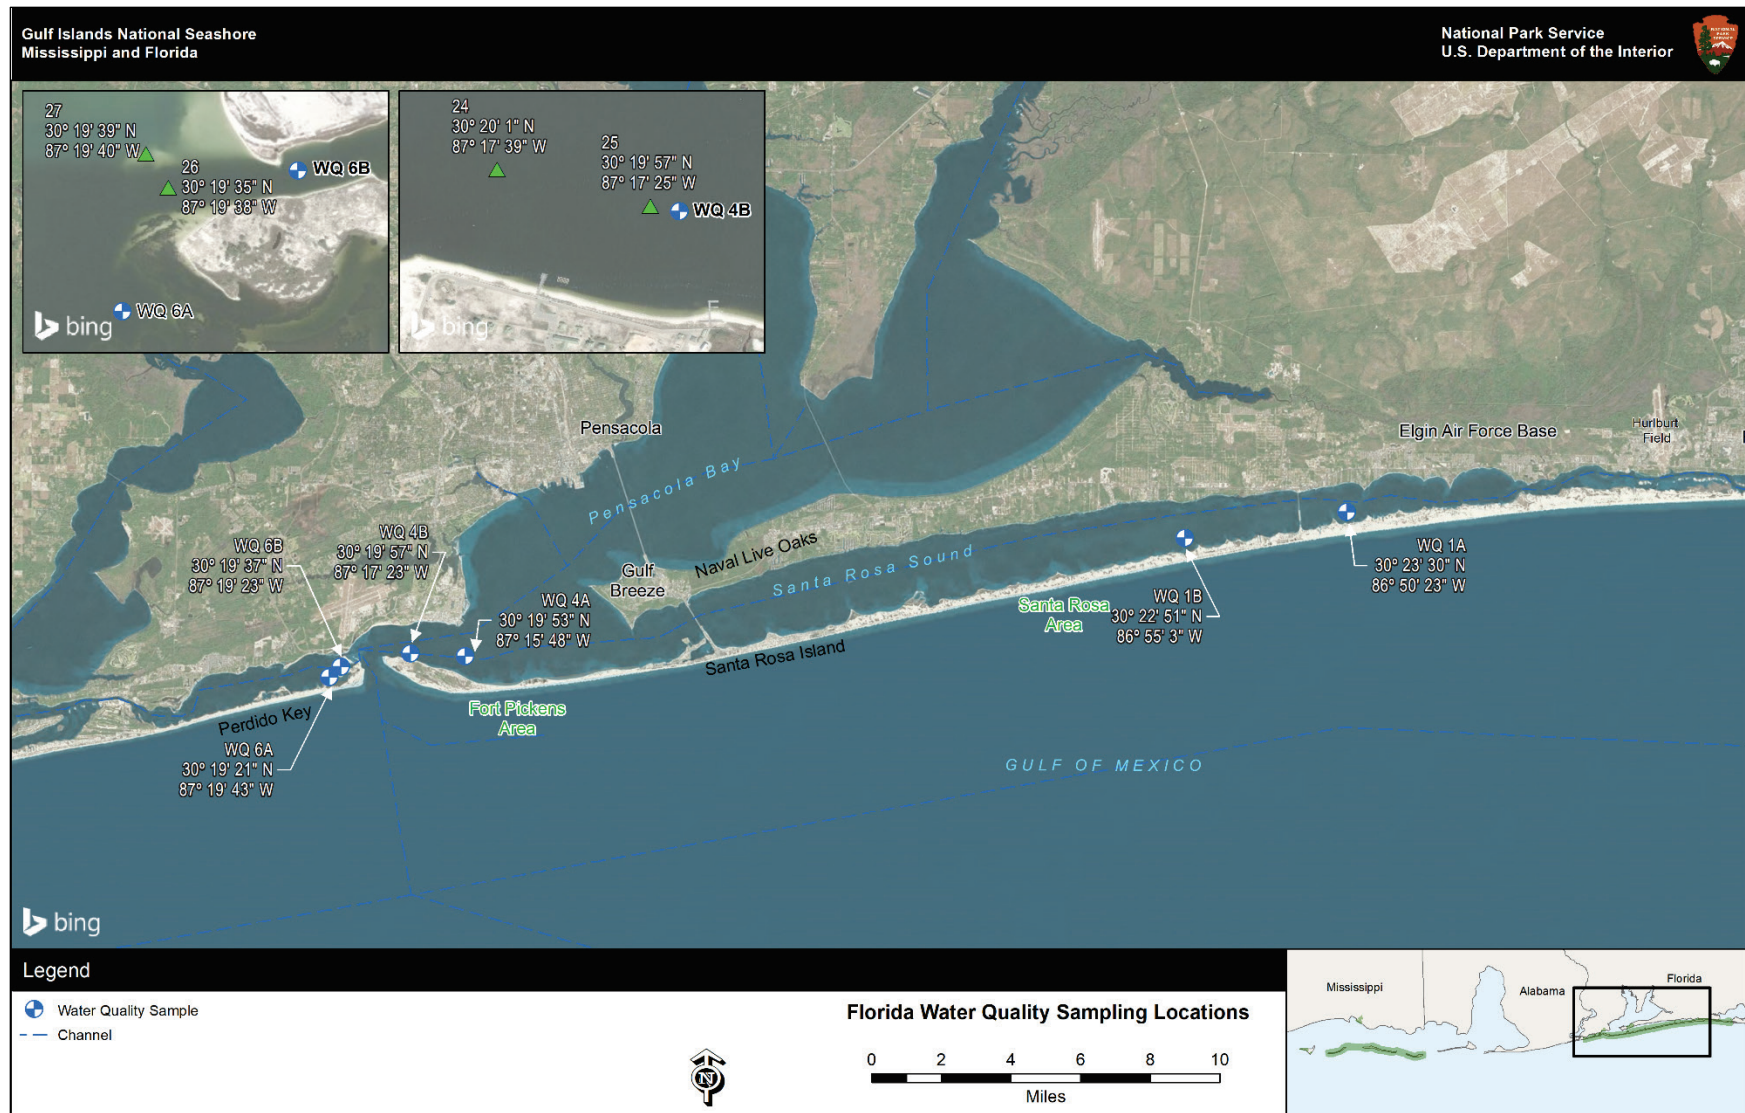 Gulf Islands National Seashore
Mississippi and Florida
National Park Service
U.S. Department of the Interior
27
30° 19' 39" N
87° 19' 40" W
26
30° 19' 35" N
87° 19' 38" W
WQ 6B
WQ 6A
bing
24
30° 20' 1" N
87° 17' 39" W
25
30° 19' 57" N
87° 17' 25" W
WQ 4B
bing
Pensacola
Pensacola Bay
Elgin Air Force Base
Hurlburt
Field
WQ 6B
30° 19' 37" N
87° 19' 23" W
WQ 4B
30° 19' 57" N
87° 17' 23" W
Gulf
Breeze
Naval Live Oaks
Santa Rosa Sound
WQ 4A
30° 19' 53" N
87° 15' 48" W
WQ 1A
30° 23' 30" N
86° 50' 23" W
WQ 1B
30° 22' 51" N
86° 55' 3" W
Santa Rosa
Area
Santa Rosa Island
Fort Pickens
Area
Perdido Key
WQ 6A
30° 19' 21" N
87° 19' 43" W
GULF OF MEXICO
bing
Legend
Water Quality Sample
Channel
N
Florida Water Quality Sampling Locations
0 2 4 6 8 10
Miles
Mississippi
Alabama
Florida